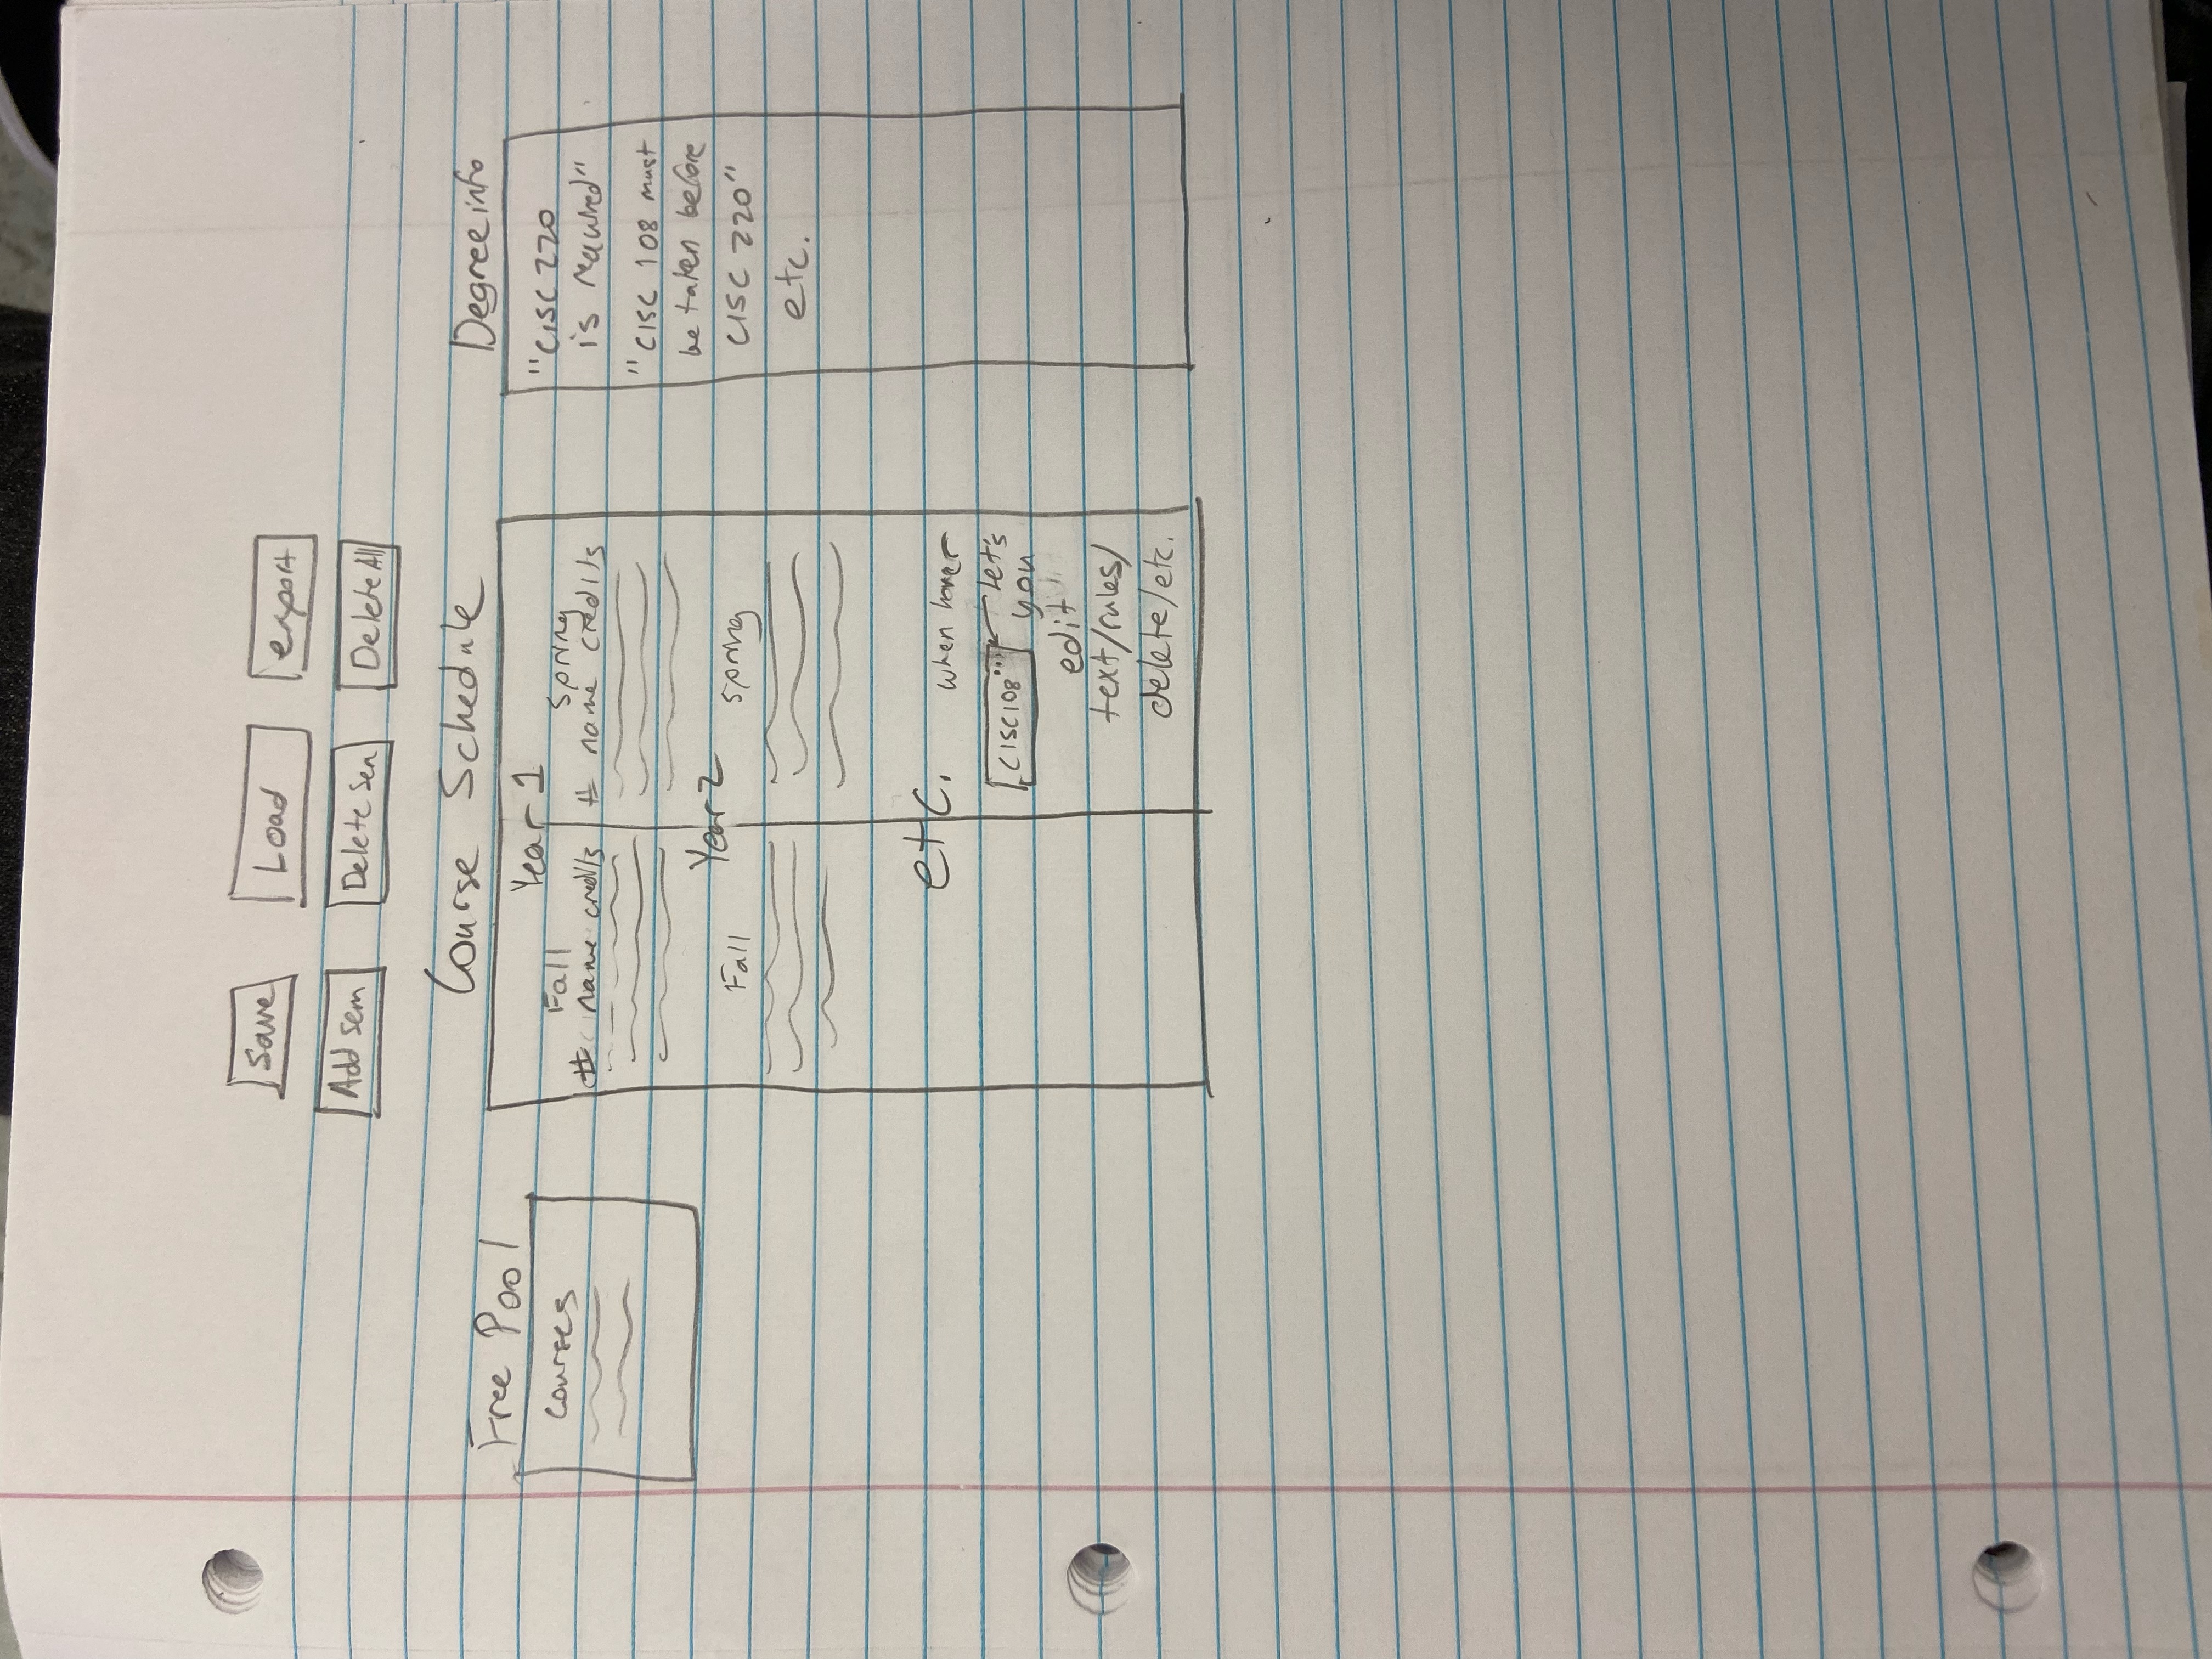 Save Load export
Add Sem Delete Sem Delete All
Course Schedule
Free Pool
Courses
Year 1
Fall Spring
# name credits # name credits
Year 2
Fall Spring
etc.
when hover
CISC108 ... let's
you
edit
text/rules/
delete/etc.
Degree info
"CISC 220
is required"
"CISC 108 must
be taken before
CISC 220"
etc.